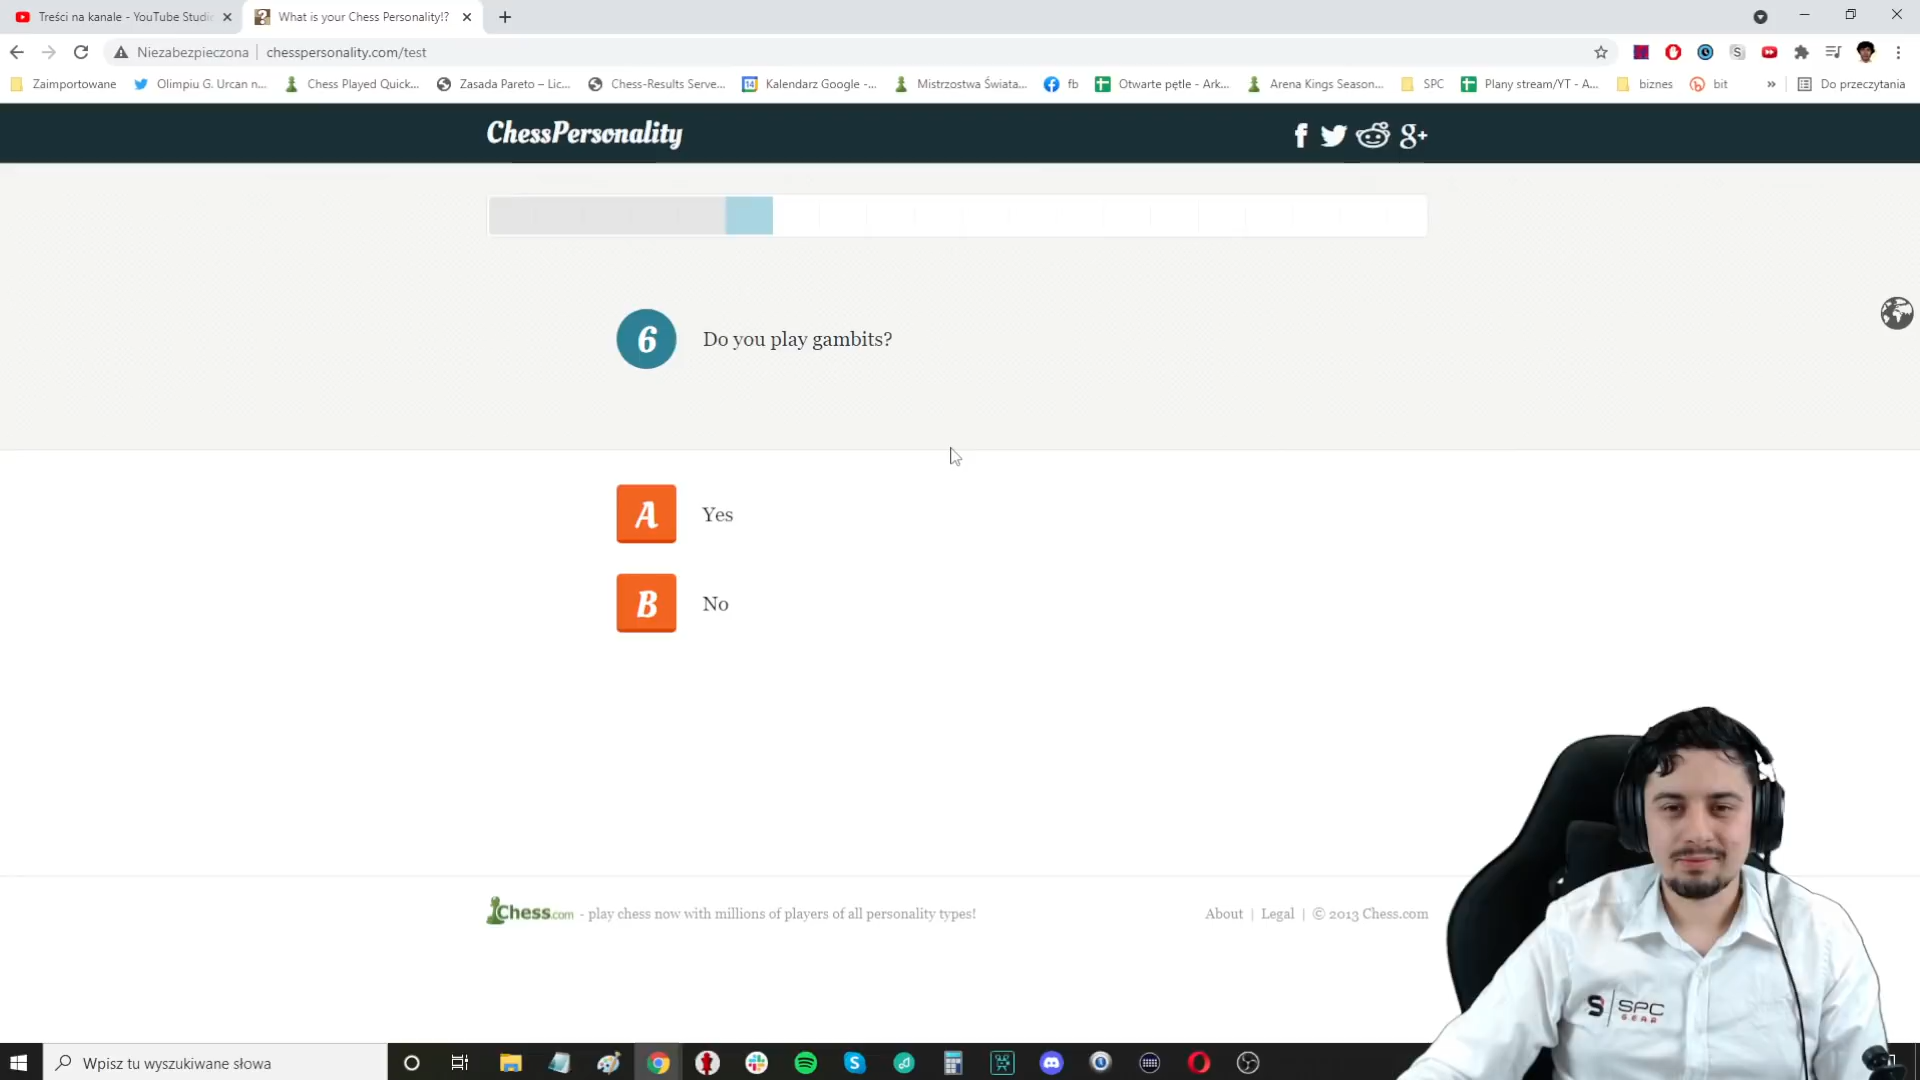 Treści na kanale - YouTube Studi
What is your Chess Personality!?
Niezabezpieczona
chesspersonality.com/test
Zaimportowane
Olimpiu G. Urcan n...
Chess Played Quick...
Zasada Pareto – Lic...
Chess-Results Serve...
14
Kalendarz Google -...
Mistrzostwa Świata...
fb
Otwarte pętle - Ark...
Arena Kings Season...
SPC
Plany stream/YT - A...
biznes
bit
»
Do przeczytania
ChessPersonality
6
Do you play gambits?
A
Yes
B
No
Chess.com - play chess now with millions of players of all personality types!
About | Legal | © 2013 Chess.com
S | SPC
GEAR
Wpisz tu wyszukiwane słowa